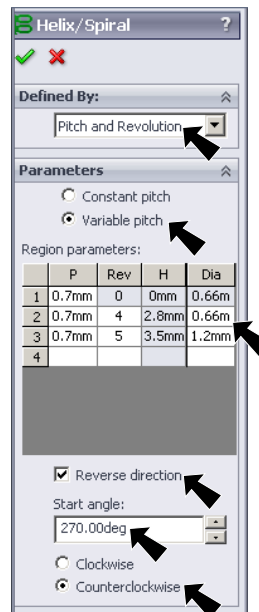 Helix/Spiral ?
Defined By:
Pitch and Revolution
Parameters
Constant pitch
Variable pitch
Region parameters:
P Rev H Dia
1 0.7mm 0 0mm 0.66m
2 0.7mm 4 2.8mm 0.66m
3 0.7mm 5 3.5mm 1.2mm
4
Reverse direction
Start angle:
270.00deg
Clockwise
Counterclockwise